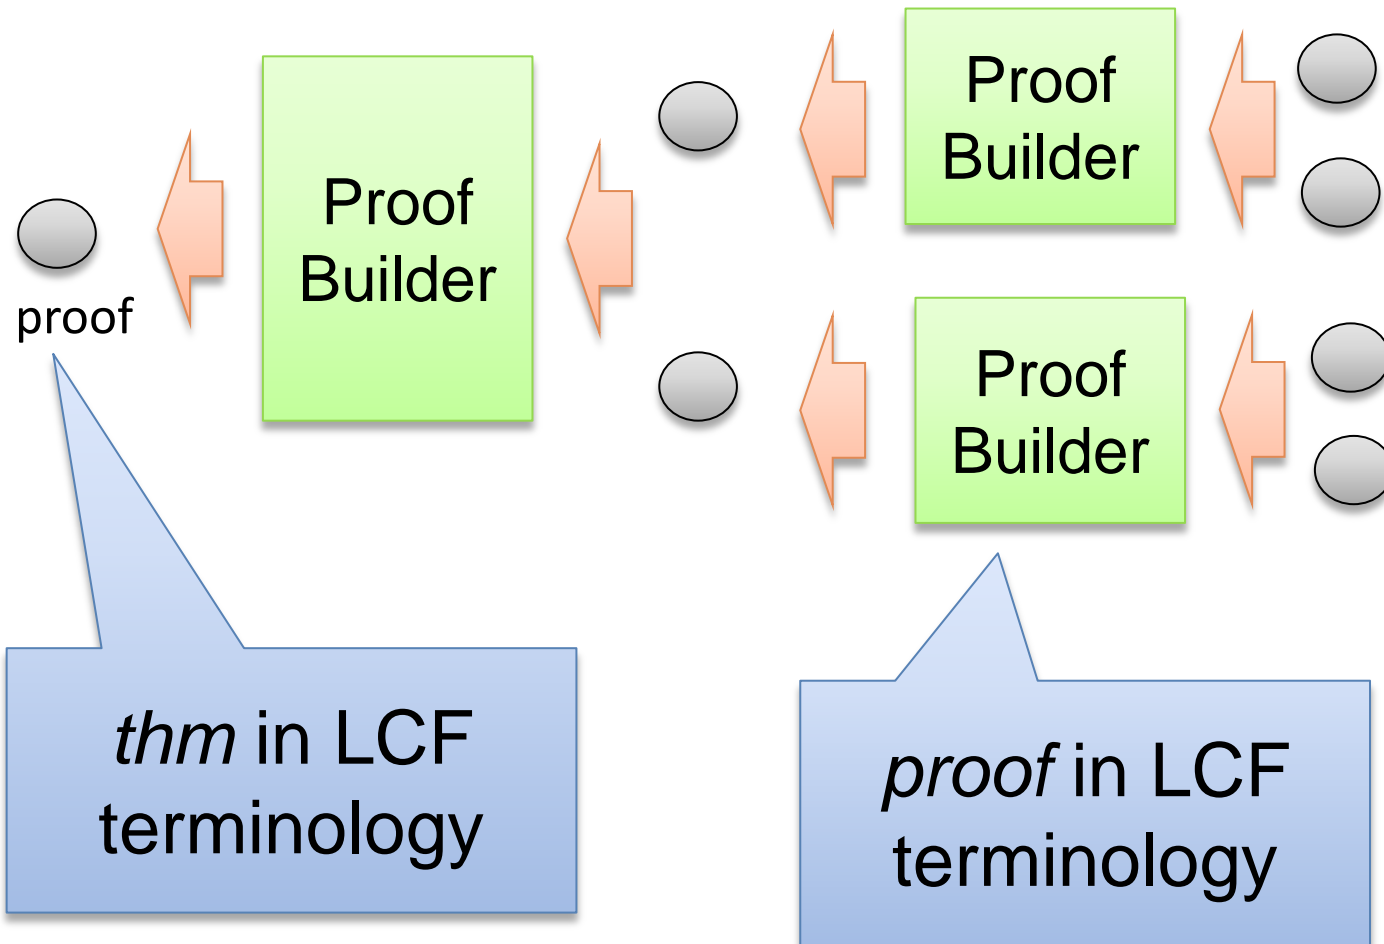 Proof
Builder
proof
Proof
Builder
Proof
Builder
thm in LCF
terminology
proof in LCF
terminology